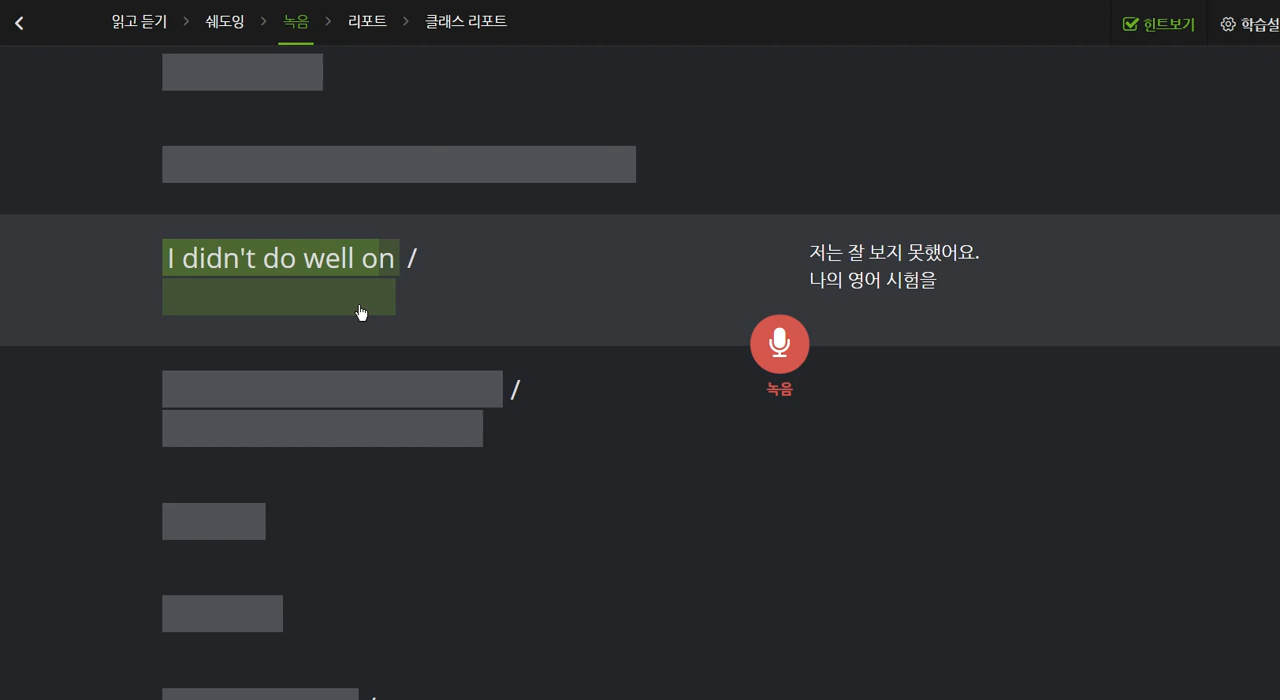 읽고 듣기 > 쉐도잉 > 녹음 > 리포트 > 클래스 리포트
힌트보기
학습설
I didn't do well on /
저는 잘 보지 못했어요.
나의 영어 시험을
녹음
/